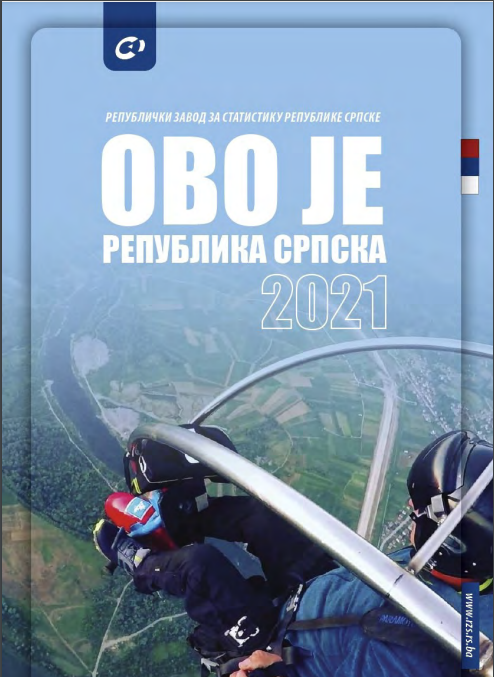 РЕПУБЛИЧКИ ЗАВОД ЗА СТАТИСТИКУ РЕПУБЛИКЕ СРПСКЕ
ОВО ЈЕ
РЕПУБЛИКА СРПСКА
2021
www.rzs.rs.ba